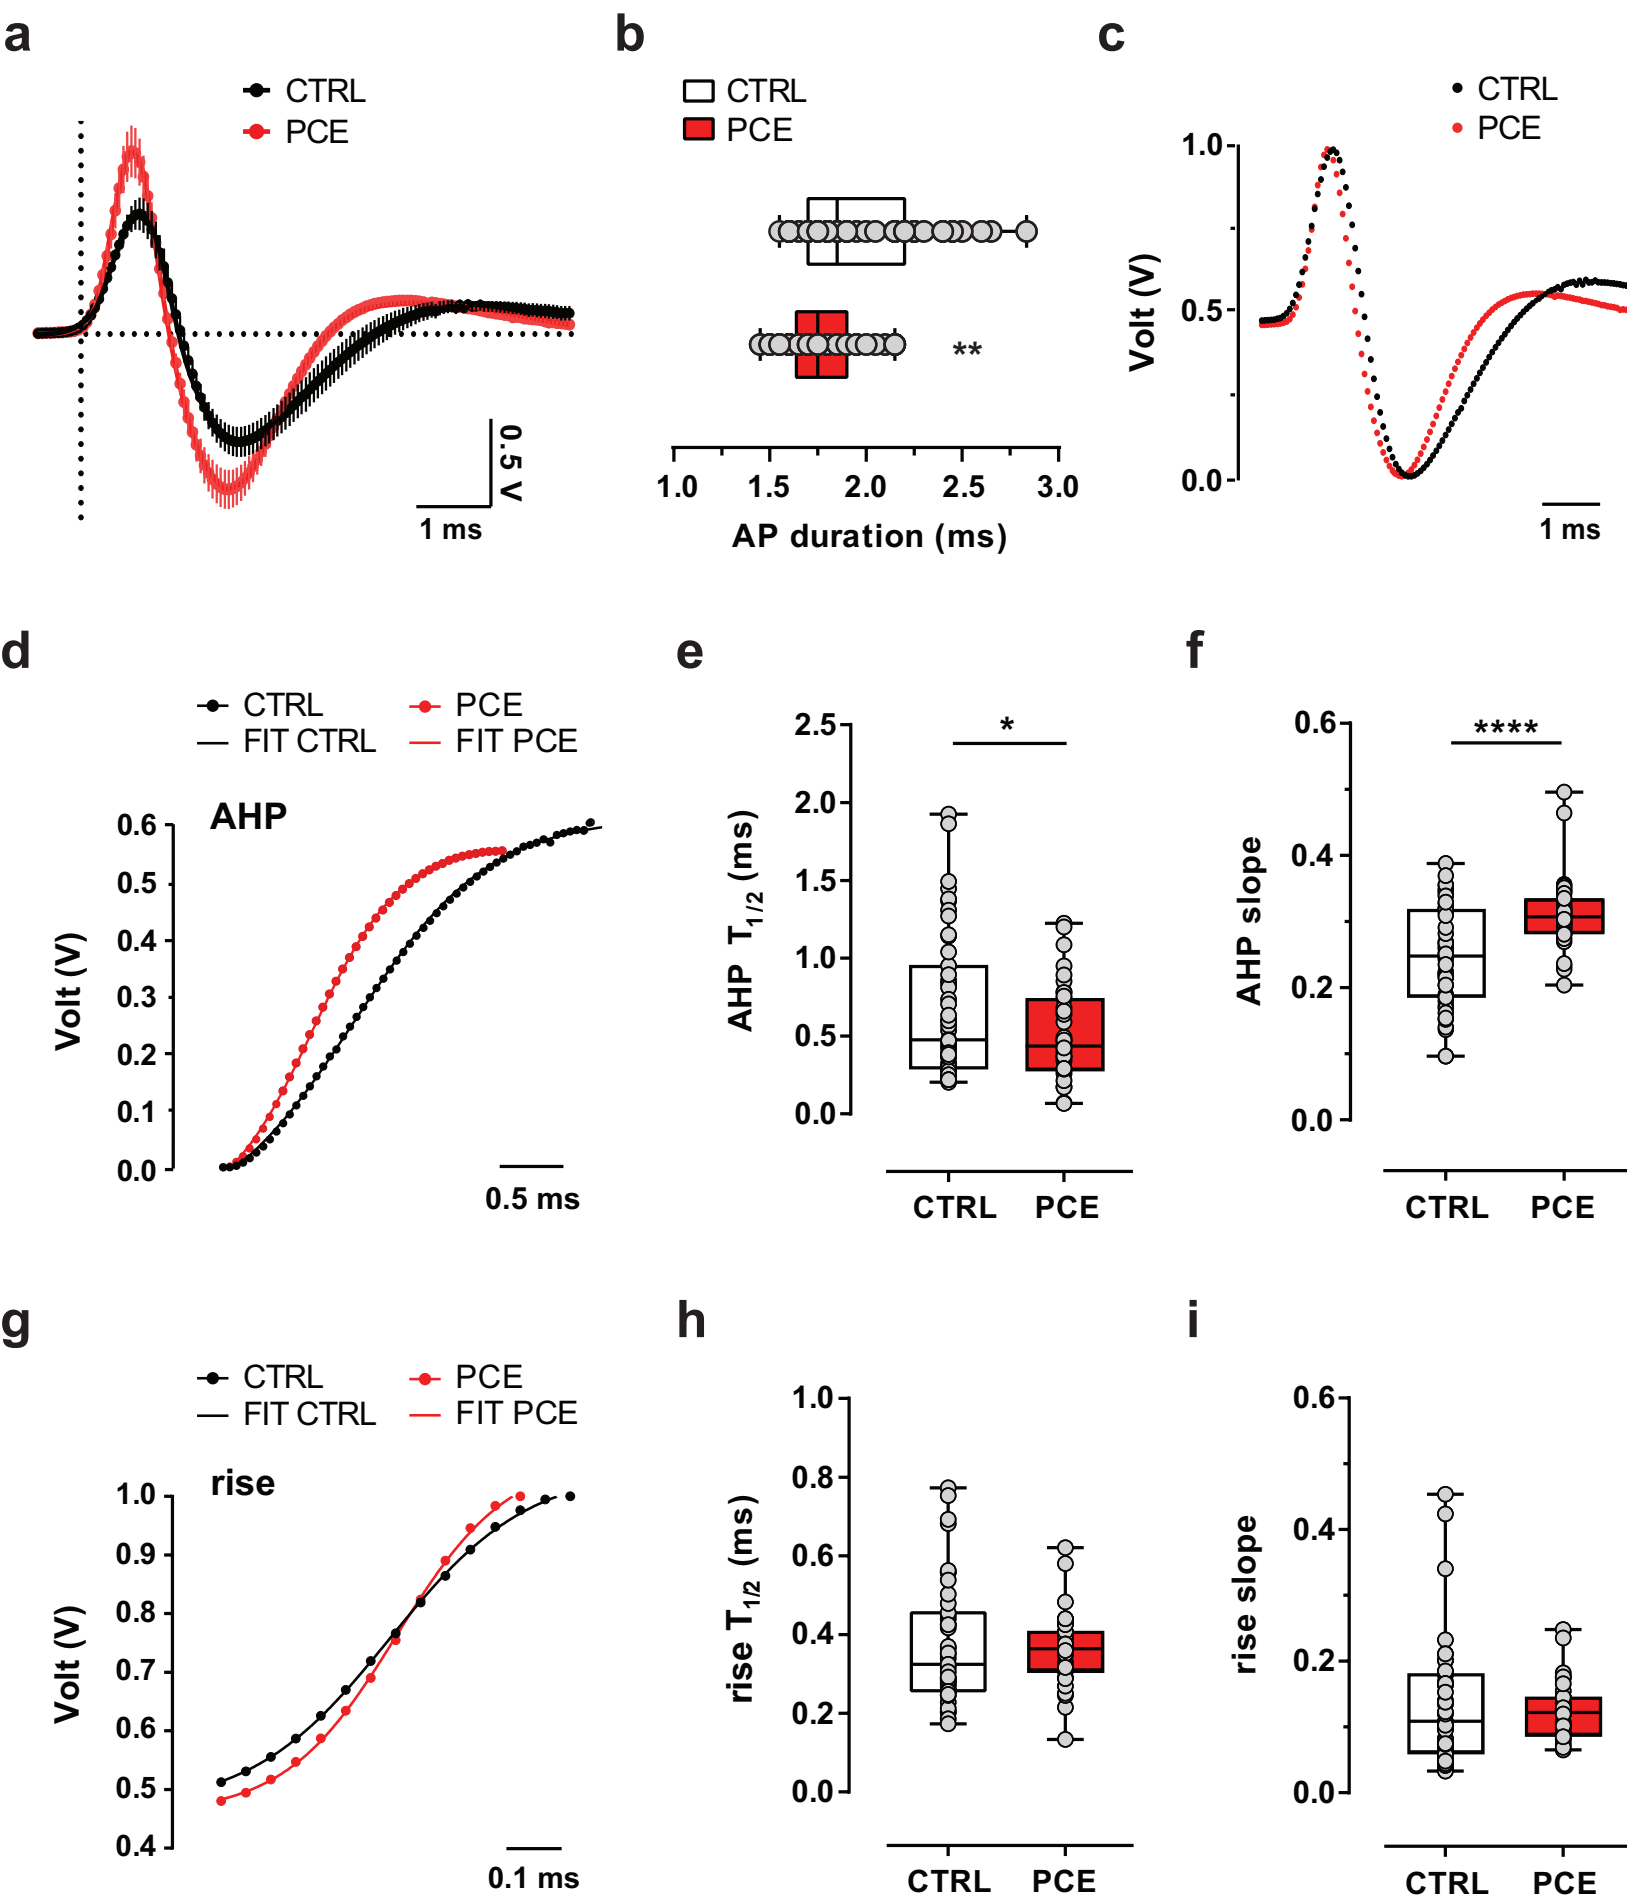 a
CTRL
PCE
0.5 V
1 ms
b
CTRL
PCE
**
1.0 1.5 2.0 2.5 3.0
AP duration (ms)
c
CTRL
PCE
1.0
0.5
0.0
Volt (V)
1 ms
d
CTRL PCE
FIT CTRL FIT PCE
AHP
0.6
0.5
0.4
0.3
0.2
0.1
0.0
Volt (V)
0.5 ms
e
2.5
2.0
1.5
1.0
0.5
0.0
AHP T1/2 (ms)
*
CTRL PCE
f
0.6
0.4
0.2
0.0
AHP slope
****
CTRL PCE
g
CTRL PCE
FIT CTRL FIT PCE
rise
1.0
0.9
0.8
0.7
0.6
0.5
0.4
Volt (V)
0.1 ms
h
1.0
0.8
0.6
0.4
0.2
0.0
rise T1/2 (ms)
CTRL PCE
i
0.6
0.4
0.2
0.0
rise slope
CTRL PCE